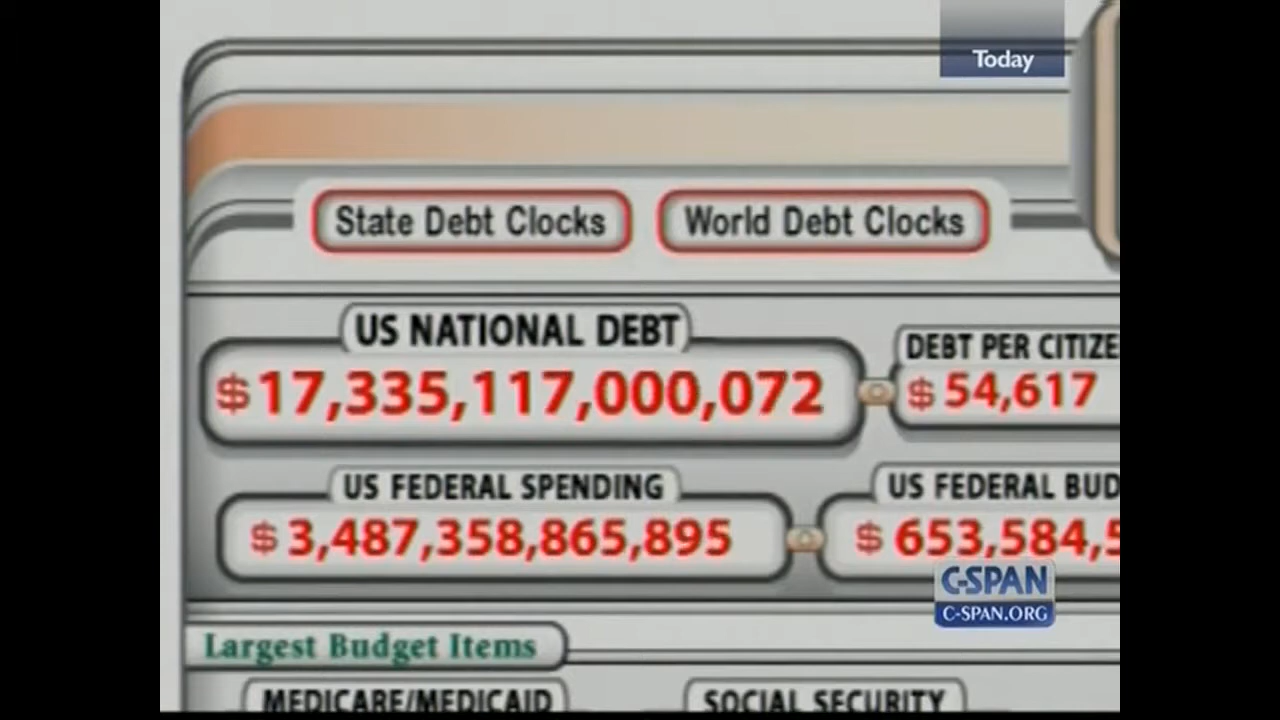 Today
State Debt Clocks
World Debt Clocks
US NATIONAL DEBT
$17,335,117,000,072
DEBT PER CITIZE
$ 54,617
US FEDERAL SPENDING
$ 3,487,358,865,895
US FEDERAL BUD
$ 653,584,5
C-SPAN
C-SPAN.ORG
Largest Budget Items
MEDICARE/MEDICAID
SOCIAL SECURITY